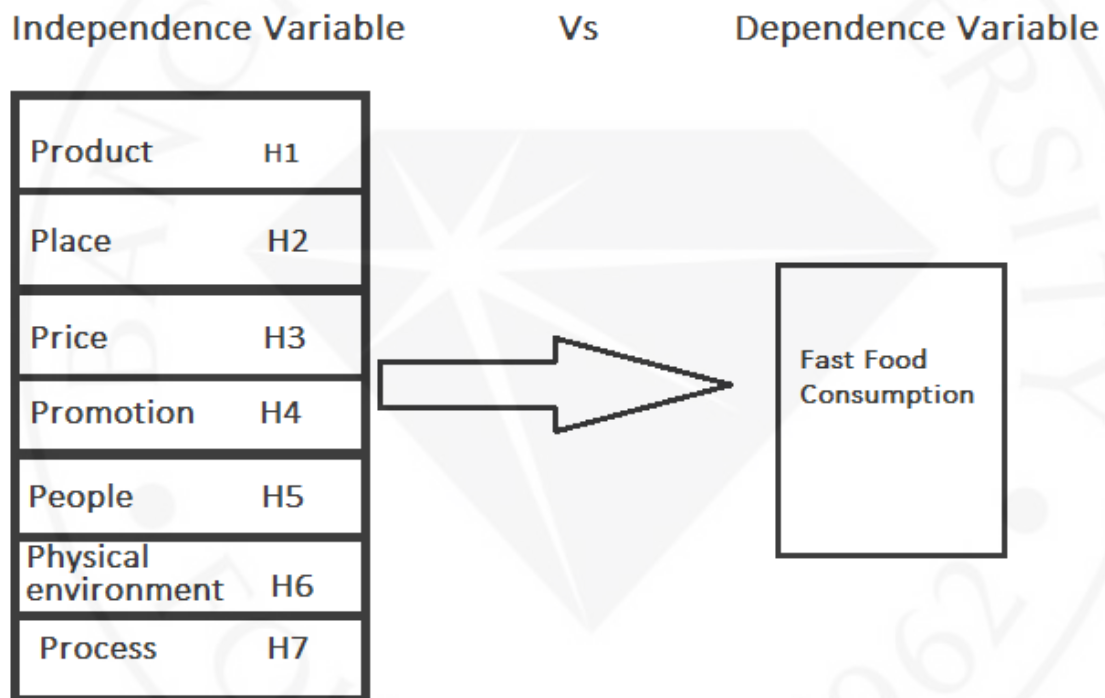 Independence Variable Vs Dependence Variable
Product H1
Place H2
Price H3
Promotion H4
People H5
Physical
environment H6
Process H7
Fast Food
Consumption